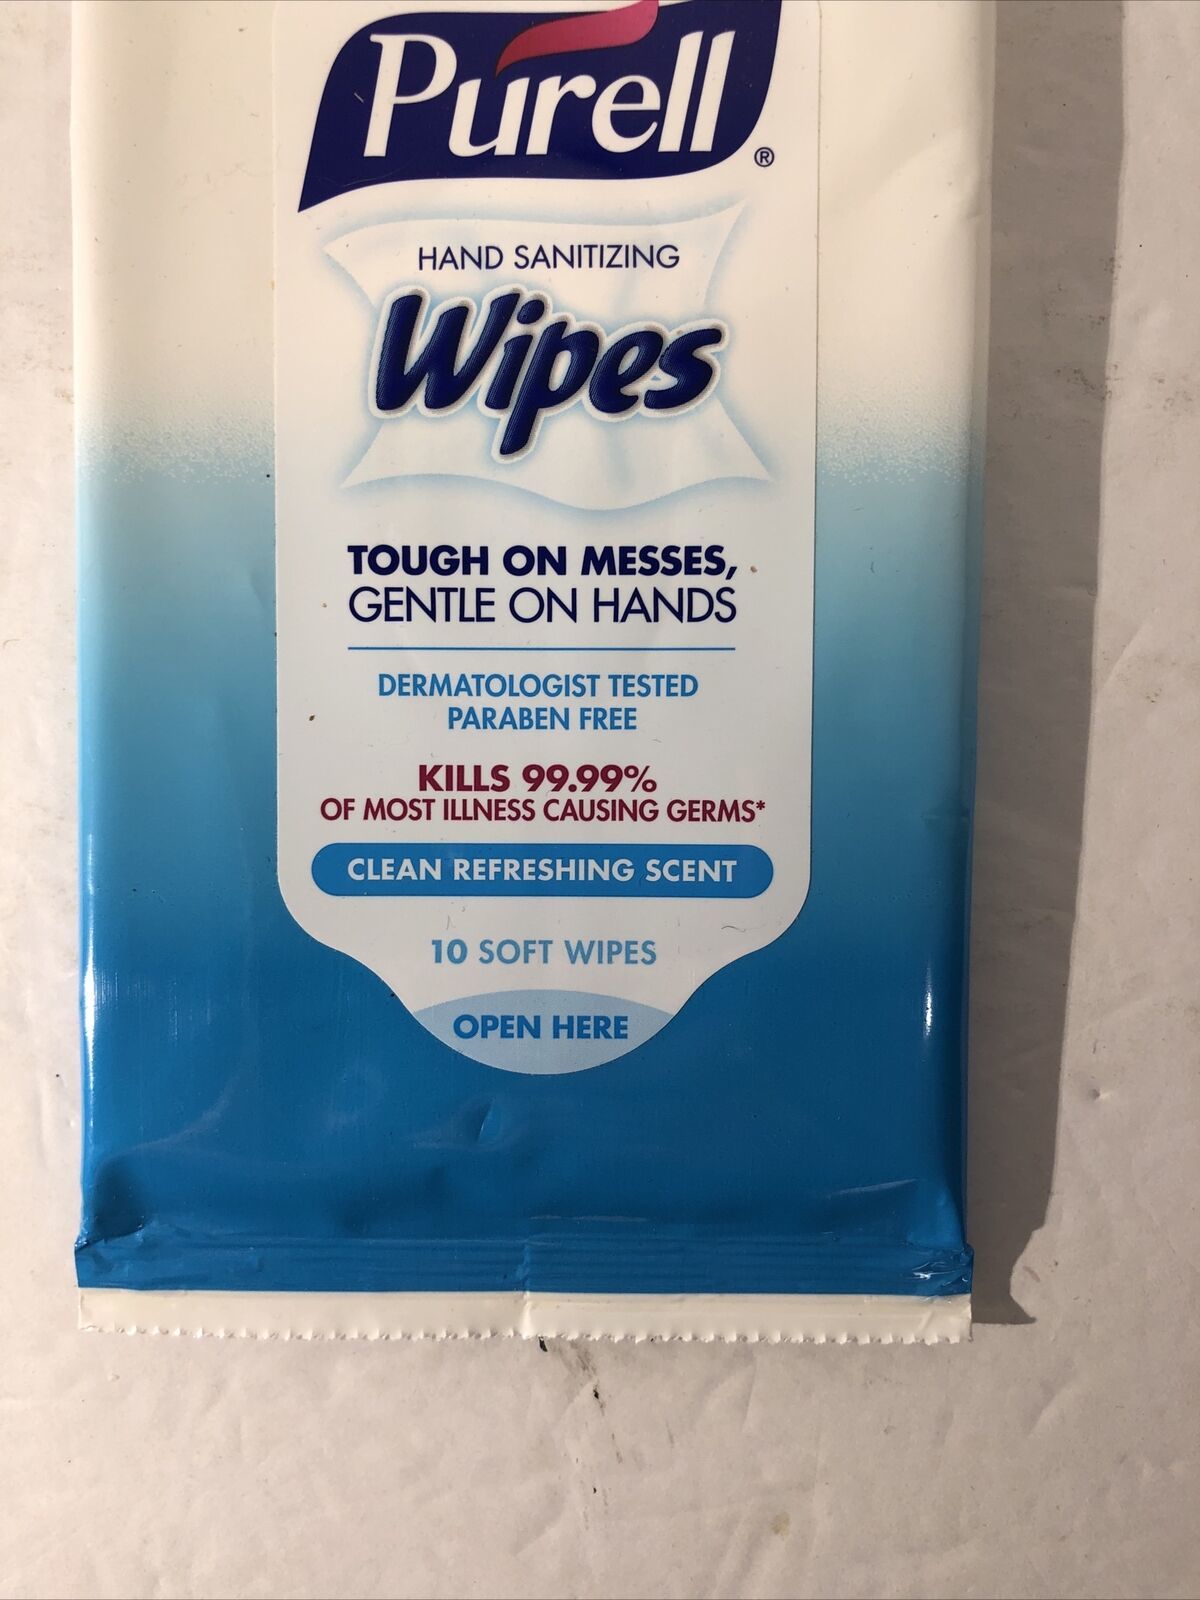 Purell®
HAND SANITIZING
Wipes
TOUGH ON MESSES,
GENTLE ON HANDS
DERMATOLOGIST TESTED
PARABEN FREE
KILLS 99.99%
OF MOST ILLNESS CAUSING GERMS*
CLEAN REFRESHING SCENT
10 SOFT WIPES
OPEN HERE